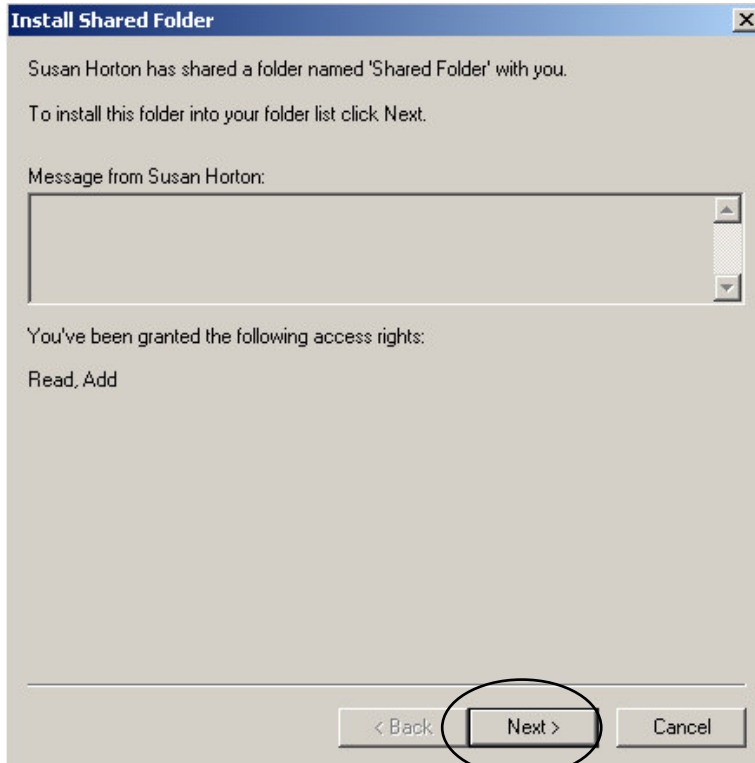 Install Shared Folder
Susan Horton has shared a folder named 'Shared Folder' with you.
To install this folder into your folder list click Next.
Message from Susan Horton:
You've been granted the following access rights:
Read, Add
< Back
Next >
Cancel